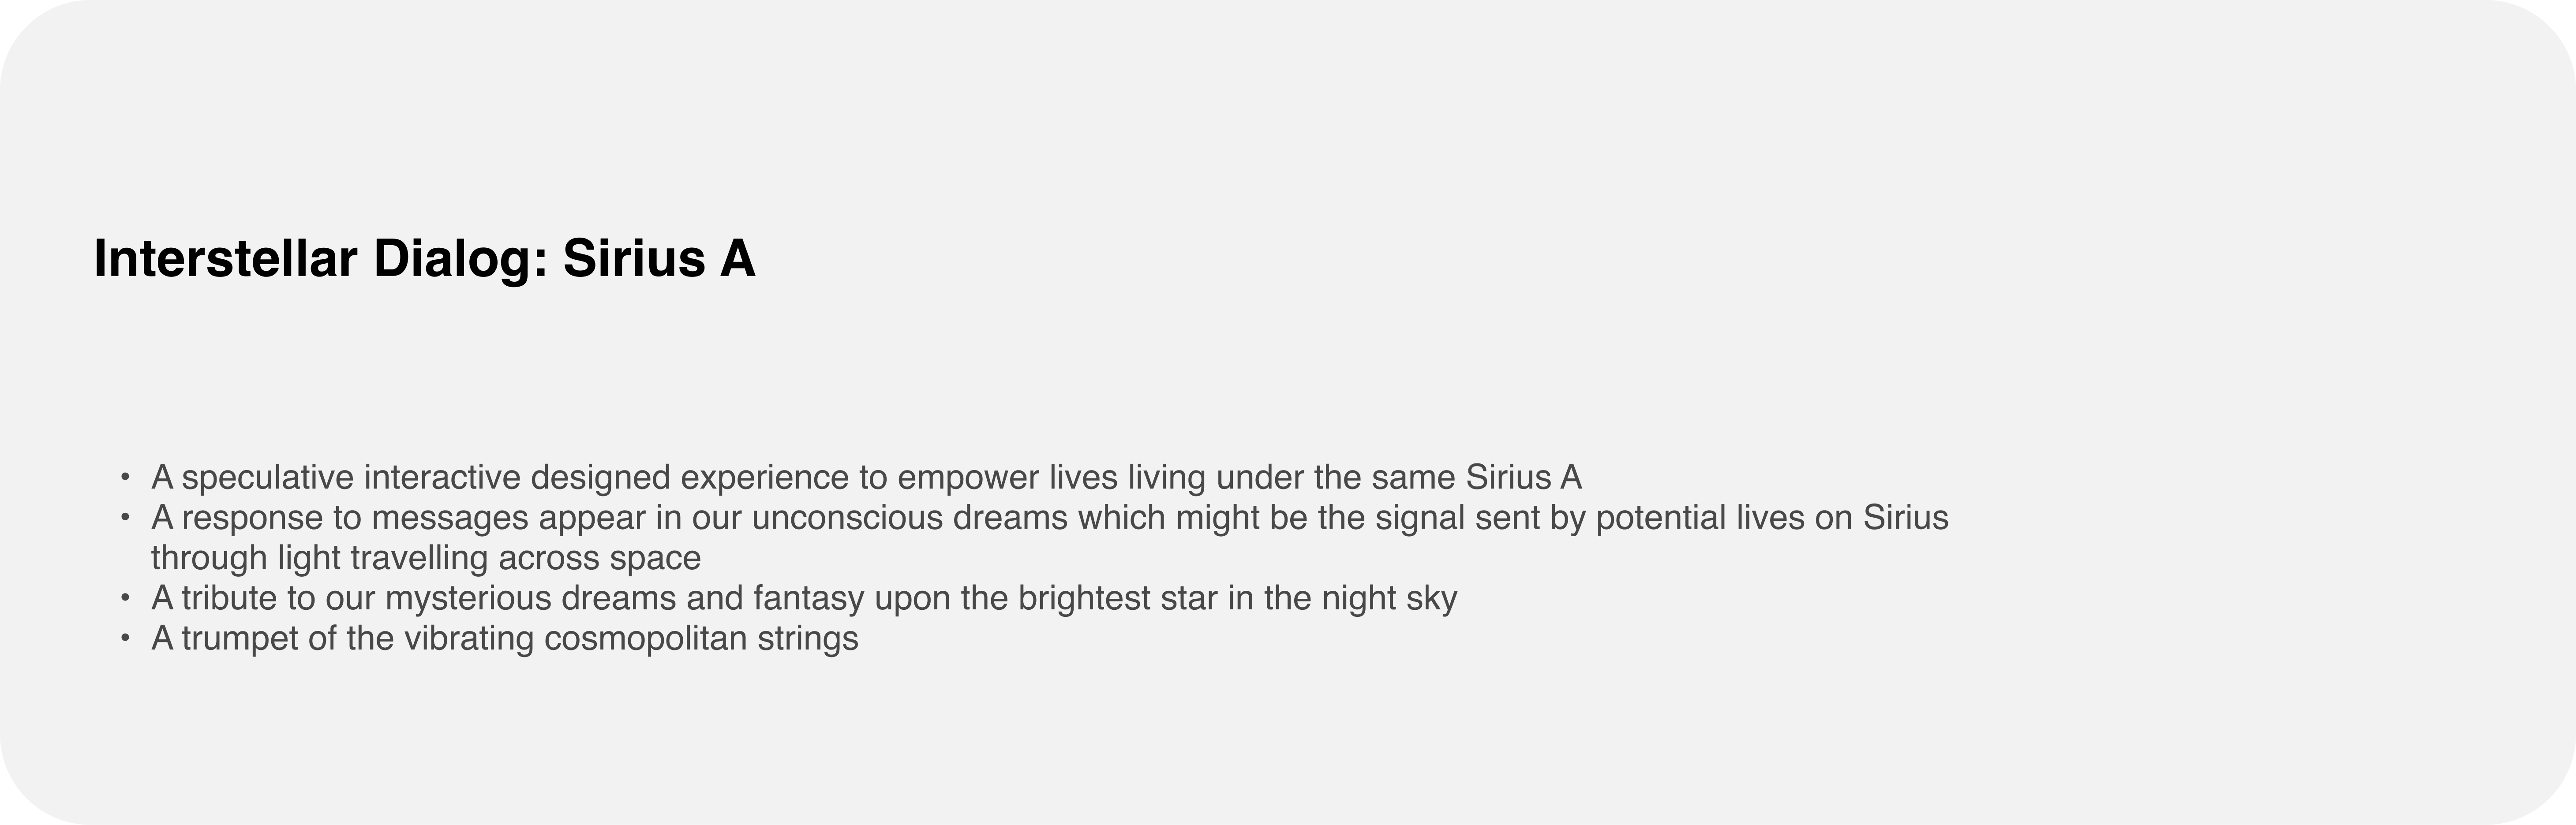 Interstellar Dialog: Sirius A
• A speculative interactive designed experience to empower lives living under the same Sirius A
• A response to messages appear in our unconscious dreams which might be the signal sent by potential lives on Sirius
through light travelling across space
• A tribute to our mysterious dreams and fantasy upon the brightest star in the night sky
• A trumpet of the vibrating cosmopolitan strings